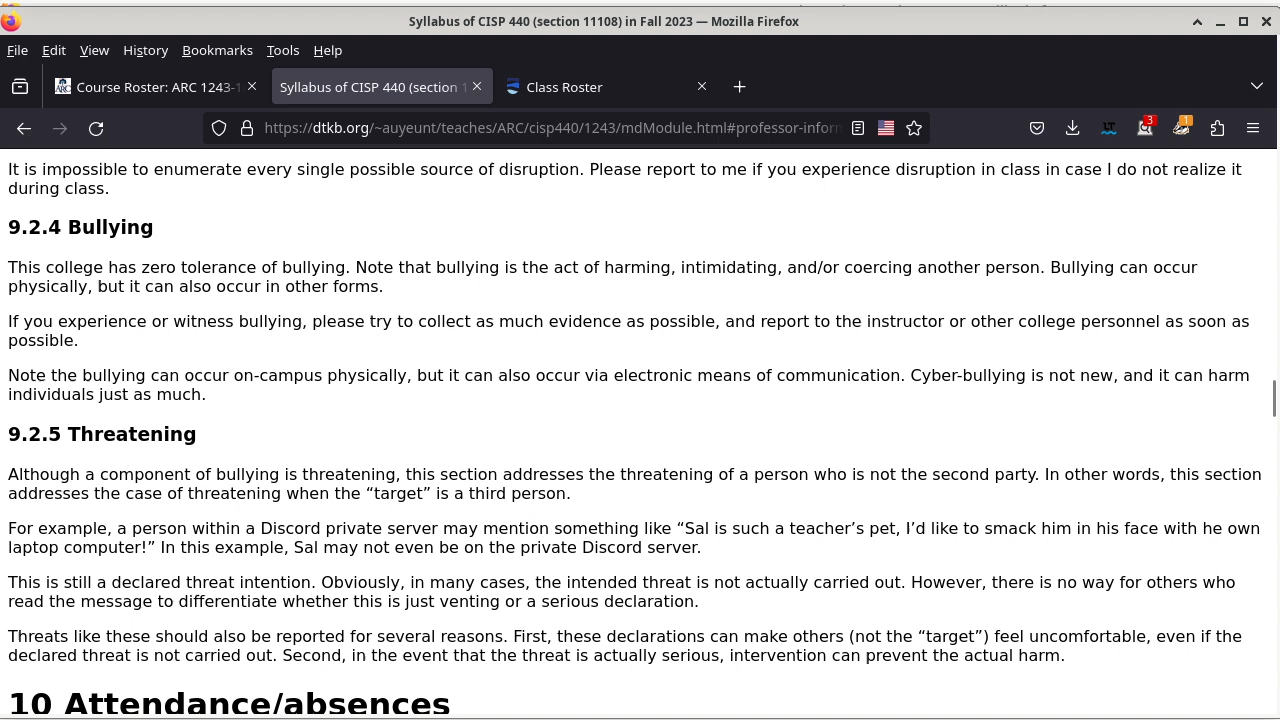 Syllabus of CISP 440 (section 11108) in Fall 2023 — Mozilla Firefox
File Edit View History Bookmarks Tools Help
Course Roster: ARC 1243-1
Syllabus of CISP 440 (section 1
Class Roster
https://dtkb.org/~auyeunt/teaches/ARC/cisp440/1243/mdModule.html#professor-infor
3
1
It is impossible to enumerate every single possible source of disruption. Please report to me if you experience disruption in class in case I do not realize it
during class.
9.2.4 Bullying
This college has zero tolerance of bullying. Note that bullying is the act of harming, intimidating, and/or coercing another person. Bullying can occur
physically, but it can also occur in other forms.
If you experience or witness bullying, please try to collect as much evidence as possible, and report to the instructor or other college personnel as soon as
possible.
Note the bullying can occur on-campus physically, but it can also occur via electronic means of communication. Cyber-bullying is not new, and it can harm
individuals just as much.
9.2.5 Threatening
Although a component of bullying is threatening, this section addresses the threatening of a person who is not the second party. In other words, this section
addresses the case of threatening when the “target” is a third person.
For example, a person within a Discord private server may mention something like “Sal is such a teacher’s pet, I’d like to smack him in his face with he own
laptop computer!” In this example, Sal may not even be on the private Discord server.
This is still a declared threat intention. Obviously, in many cases, the intended threat is not actually carried out. However, there is no way for others who
read the message to differentiate whether this is just venting or a serious declaration.
Threats like these should also be reported for several reasons. First, these declarations can make others (not the “target”) feel uncomfortable, even if the
declared threat is not carried out. Second, in the event that the threat is actually serious, intervention can prevent the actual harm.
10 Attendance/absences